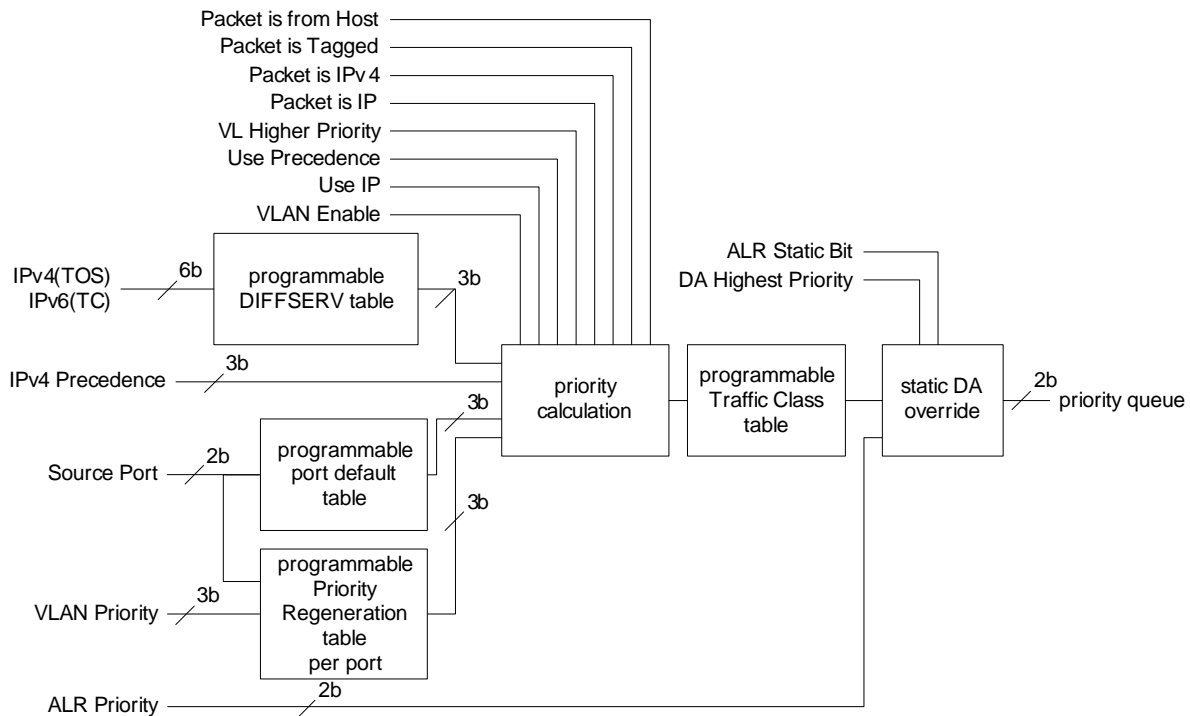 Packet is from Host
Packet is Tagged
Packet is IPv4
Packet is IP
VL Higher Priority
Use Precedence
Use IP
VLAN Enable
IPv4(TOS)
IPv6(TC)
6b
programmable
DIFFSERV table
3b
ALR Static Bit
DA Highest Priority
IPv4 Precedence
3b
priority
calculation
programmable
Traffic Class
table
static DA
override
2b
priority queue
Source Port
2b
programmable
port default
table
3b
VLAN Priority
3b
programmable
Priority
Regeneration
table
per port
3b
ALR Priority
2b